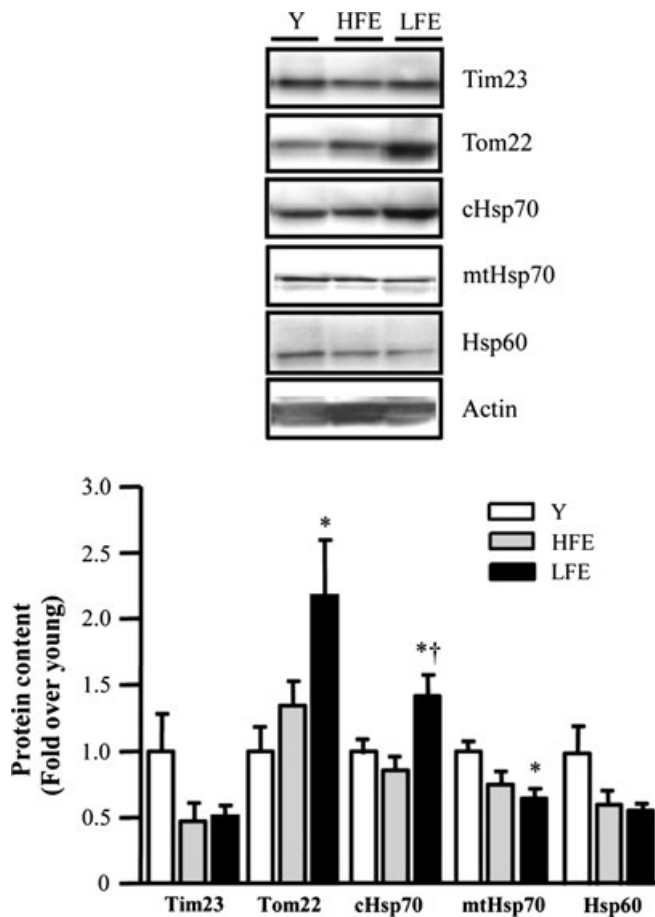 Y HFE LFE
Tim23
Tom22
cHsp70
mtHsp70
Hsp60
Actin
Protein content
(Fold over young)
3.0
2.5
2.0
1.5
1.0
0.5
0
Y
HFE
LFE
*
*†
*
Tim23 Tom22 cHsp70 mtHsp70 Hsp60